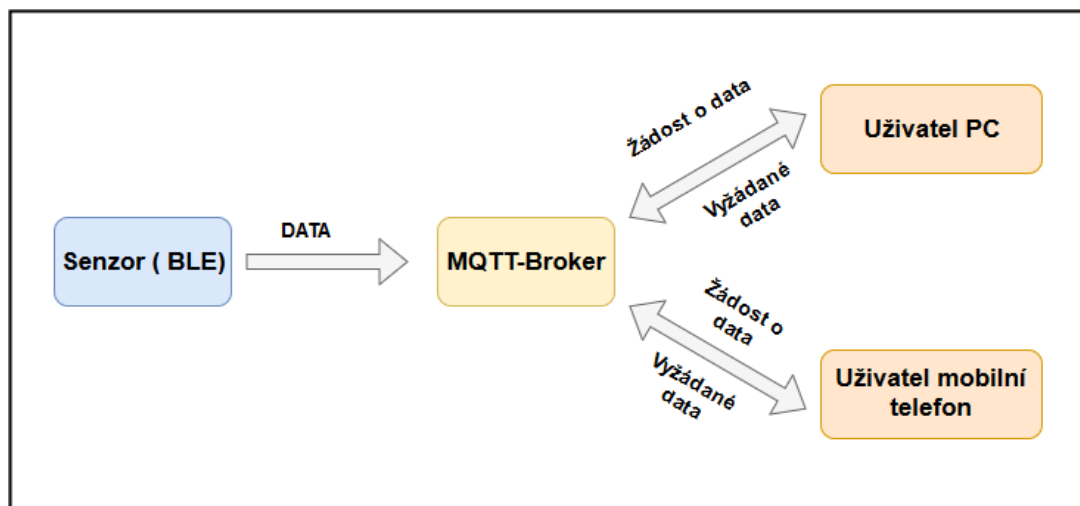 Žádost o data
Uživatel PC
Vyžádané
data
DATA
Senzor ( BLE)
MQTT-Broker
Žádost o
data
Vyžádané
data
Uživatel mobilní
telefon